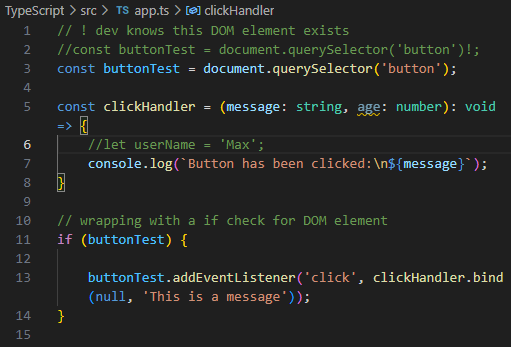 TypeScript > src > TS app.ts > clickHandler
1 // ! dev knows this DOM element exists
2 //const buttonTest = document.querySelector('button')!;
3 const buttonTest = document.querySelector('button');
4
5 const clickHandler = (message: string, age: number): void
=> {
6 //let userName = 'Max';
7 console.log(`Button has been clicked:\n${message}`);
8 }
9
10 // wrapping with a if check for DOM element
11 if (buttonTest) {
12
13 buttonTest.addEventListener('click', clickHandler.bind
(null, 'This is a message'));
14 }
15